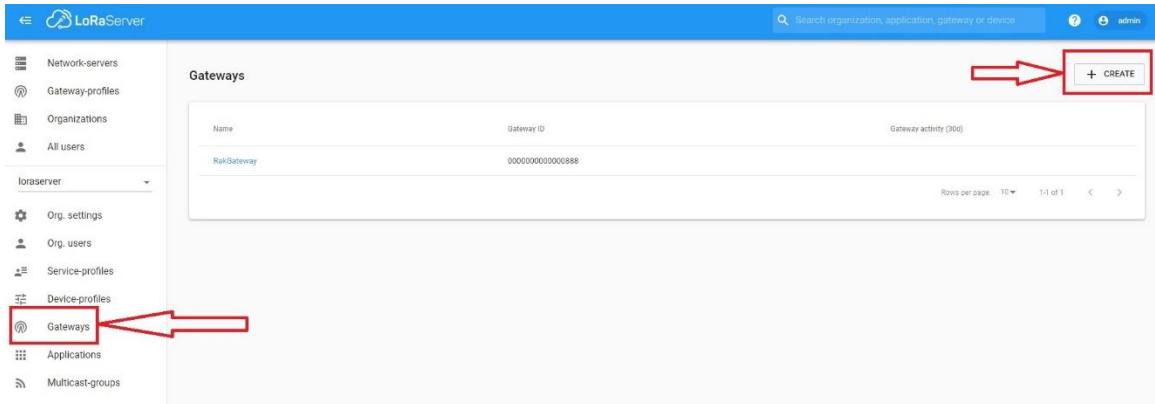 LoRaServer
Search organization, application, gateway or device
?
admin
Network-servers
Gateway-profiles
Organizations
All users
loraserver
Org. settings
Org. users
Service-profiles
Device-profiles
Gateways
Applications
Multicast-groups
Gateways
+ CREATE
Name Gateway ID Gateway activity (30d)
RakGateway 0000000000000888
Rows per page: 10 1-1 of 1 < >